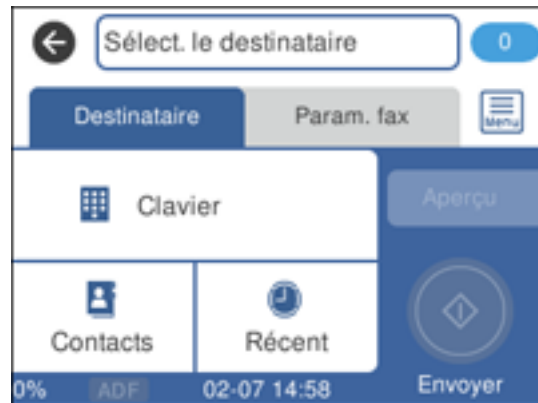 Sélect. le destinataire
0
Destinataire
Param. fax
Menu
Clavier
Aperçu
Contacts
Récent
0%
ADF
02-07 14:58
Envoyer